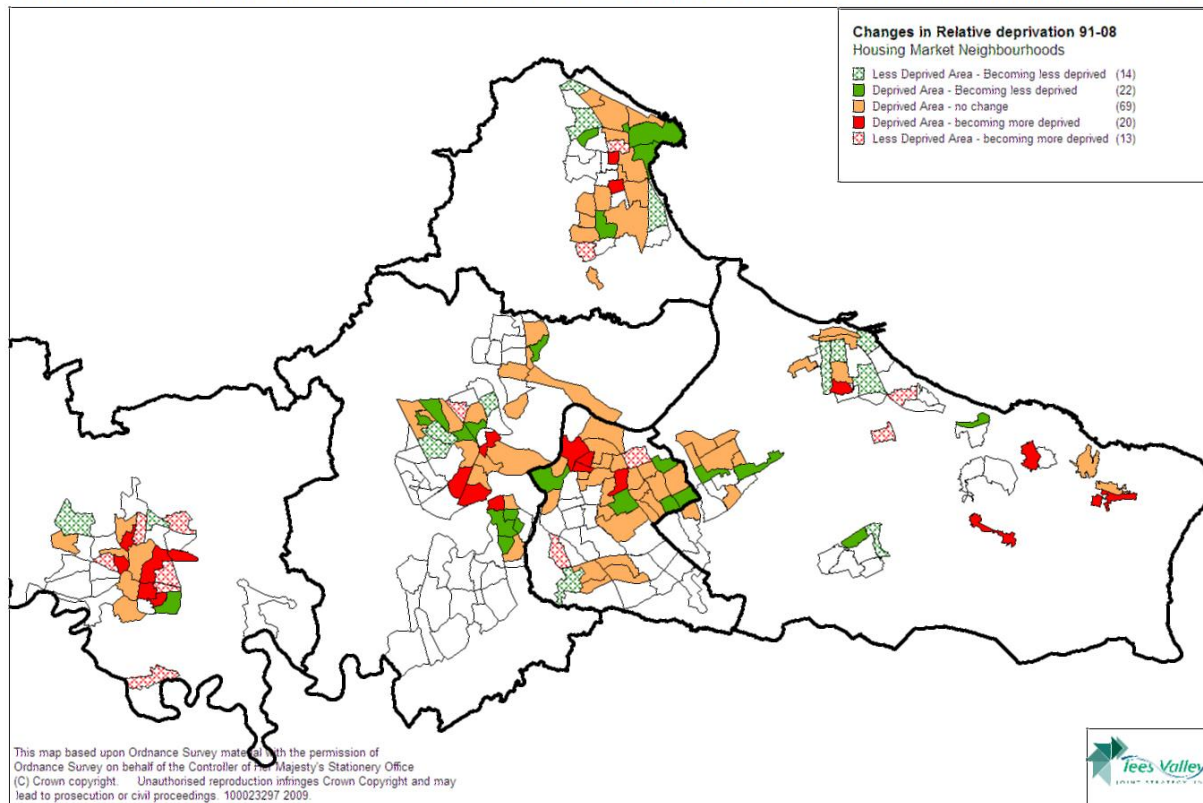 Changes in Relative deprivation 91-08
Housing Market Neighbourhoods
Less Deprived Area - Becoming less deprived (14)
Deprived Area - Becoming less deprived (22)
Deprived Area - no change (69)
Deprived Area - becoming more deprived (20)
Less Deprived Area - becoming more deprived (13)
This map based upon Ordnance Survey material with the permission of
Ordnance Survey on behalf of the Controller of Her Majesty's Stationery Office
(C) Crown copyright. Unauthorised reproduction infringes Crown Copyright and may
lead to prosecution or civil proceedings. 100023297 2009.
Tees Valley
JOINT STRATEGY